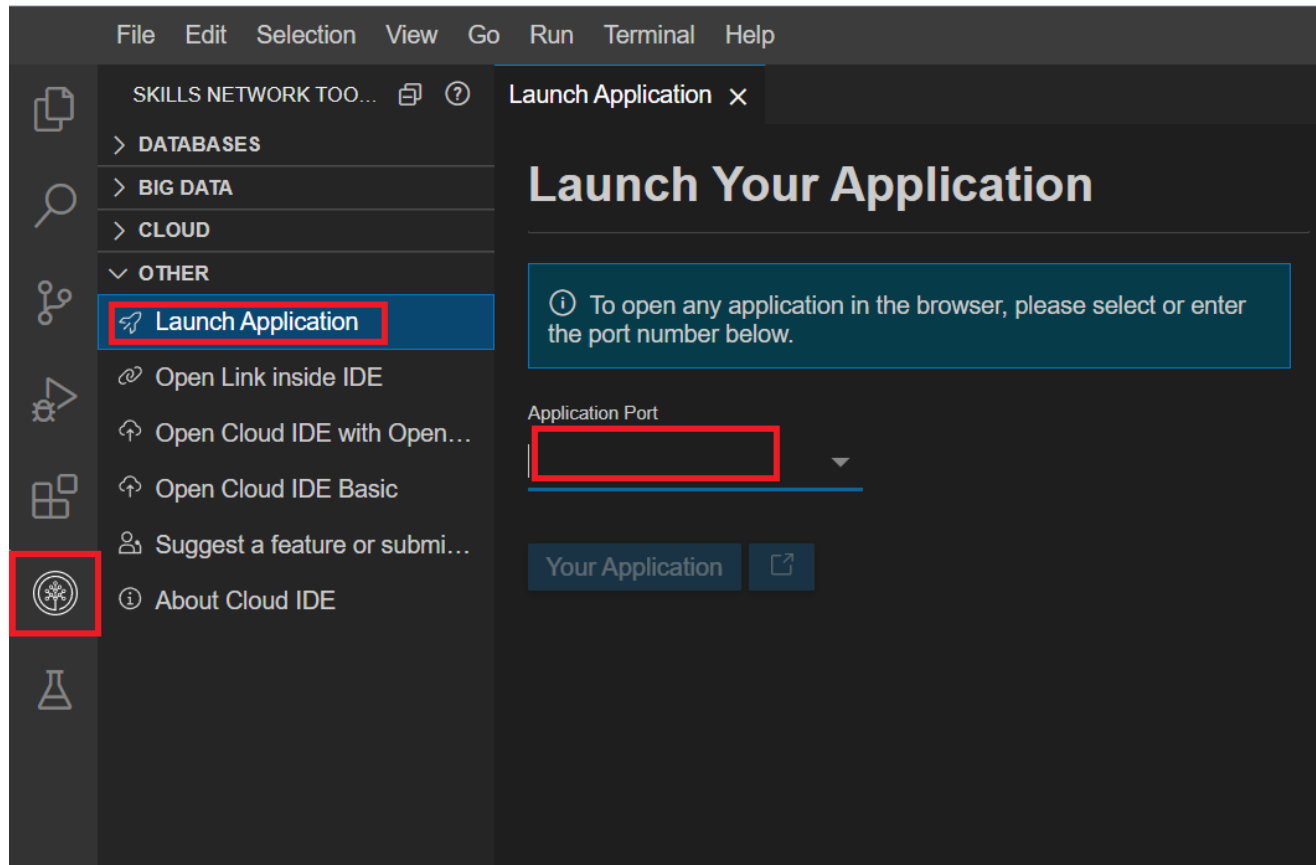 File Edit Selection View Go Run Terminal Help
SKILLS NETWORK TOO...
DATABASES
BIG DATA
CLOUD
OTHER
Launch Application
Open Link inside IDE
Open Cloud IDE with Open...
Open Cloud IDE Basic
Suggest a feature or submi...
About Cloud IDE
Launch Application
Launch Your Application
To open any application in the browser, please select or enter
the port number below.
Application Port
Your Application